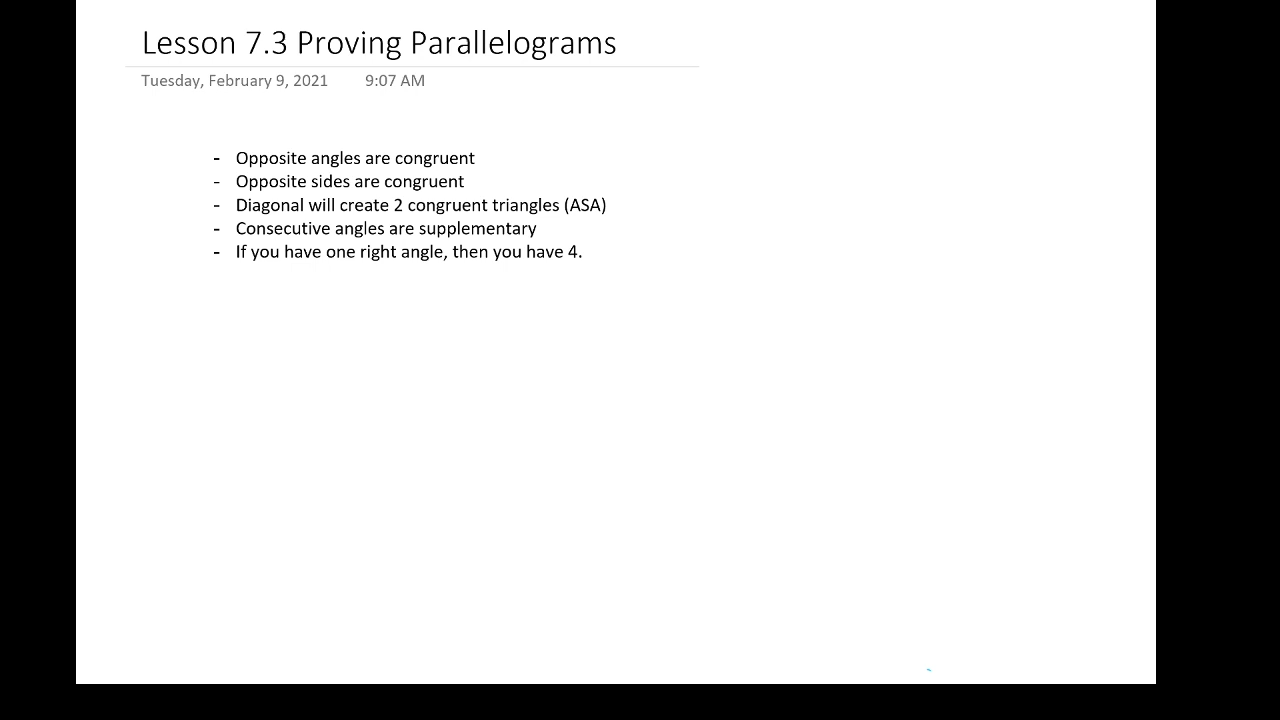 Lesson 7.3 Proving Parallelograms
Tuesday, February 9, 2021 9:07 AM
- Opposite angles are congruent
- Opposite sides are congruent
- Diagonal will create 2 congruent triangles (ASA)
- Consecutive angles are supplementary
- If you have one right angle, then you have 4.